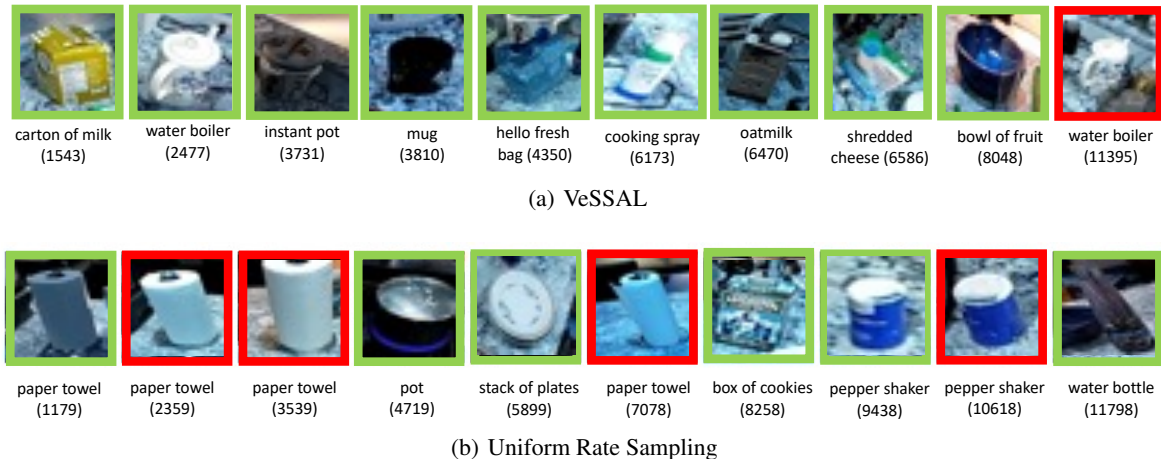 carton of milk (1543)
water boiler (2477)
instant pot (3731)
mug (3810)
hello fresh bag (4350)
cooking spray (6173)
oatmilk (6470)
shredded cheese (6586)
bowl of fruit (8048)
water boiler (11395)
(a) VeSSAL
paper towel (1179)
paper towel (2359)
paper towel (3539)
pot (4719)
stack of plates (5899)
paper towel (7078)
box of cookies (8258)
pepper shaker (9438)
pepper shaker (10618)
water bottle (11798)
(b) Uniform Rate Sampling